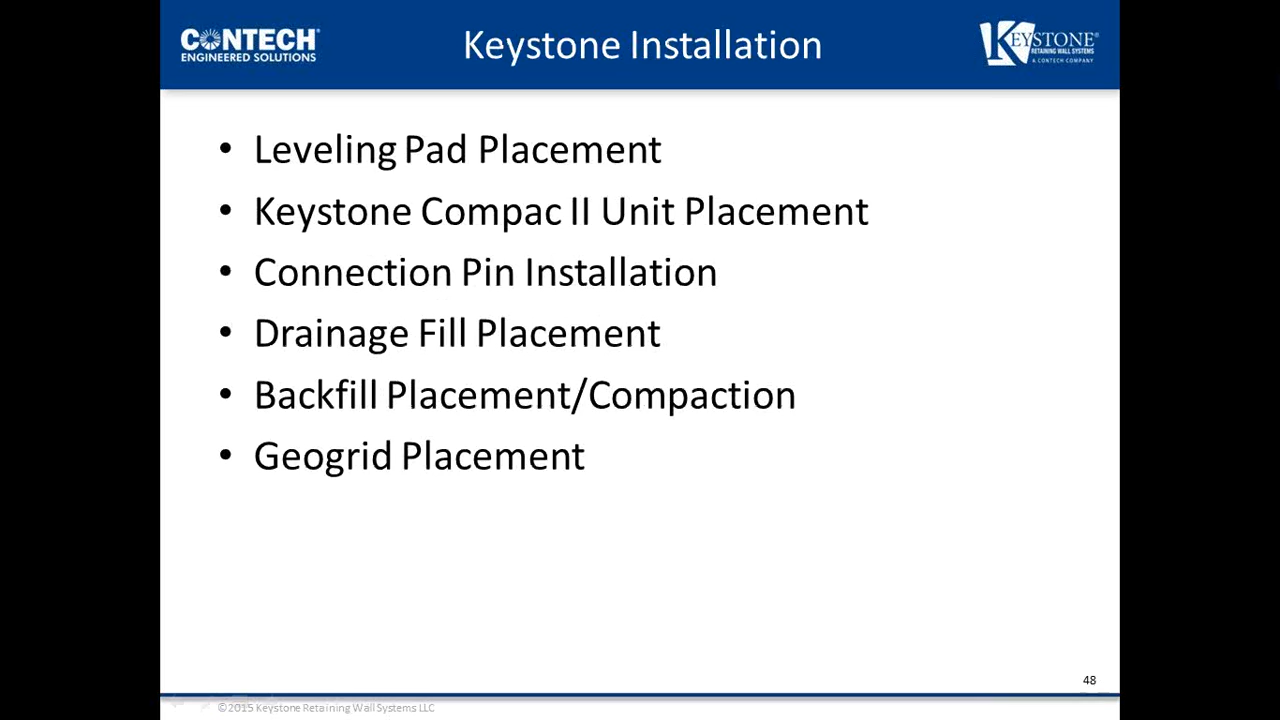 CONTECH®
ENGINEERED SOLUTIONS
Keystone Installation
KEYSTONE®
RETAINING WALL SYSTEMS
A CONTECH COMPANY
• Leveling Pad Placement
• Keystone Compac II Unit Placement
• Connection Pin Installation
• Drainage Fill Placement
• Backfill Placement/Compaction
• Geogrid Placement
48
©2015 Keystone Retaining Wall Systems LLC